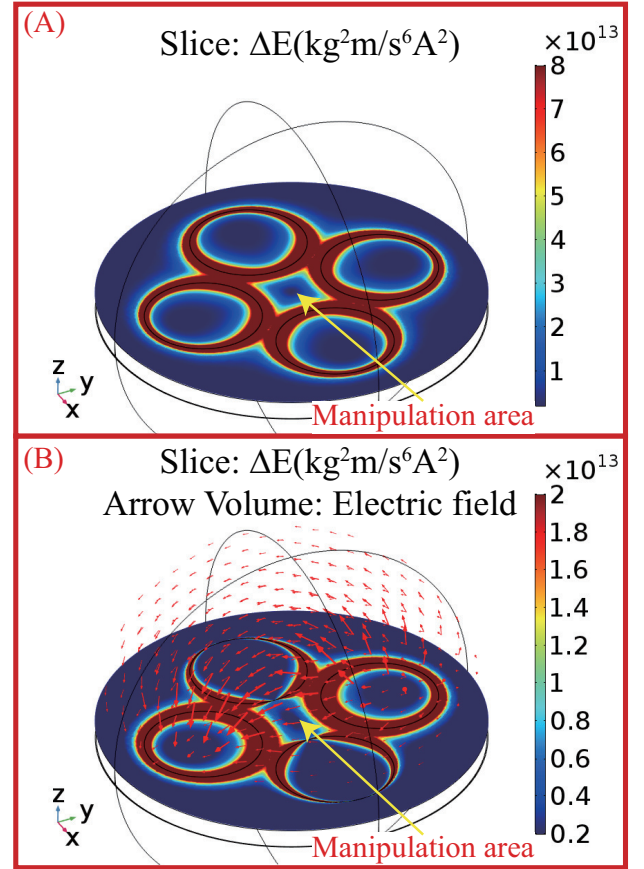 (A)
Slice: ΔE(kg²m/s⁶A²)
×10¹³
8
7
6
5
4
3
2
1
z
y
x
Manipulation area
(B)
Slice: ΔE(kg²m/s⁶A²)
×10¹³
Arrow Volume: Electric field
2
1.8
1.6
1.4
1.2
1
0.8
0.6
0.4
0.2
z
y
x
Manipulation area